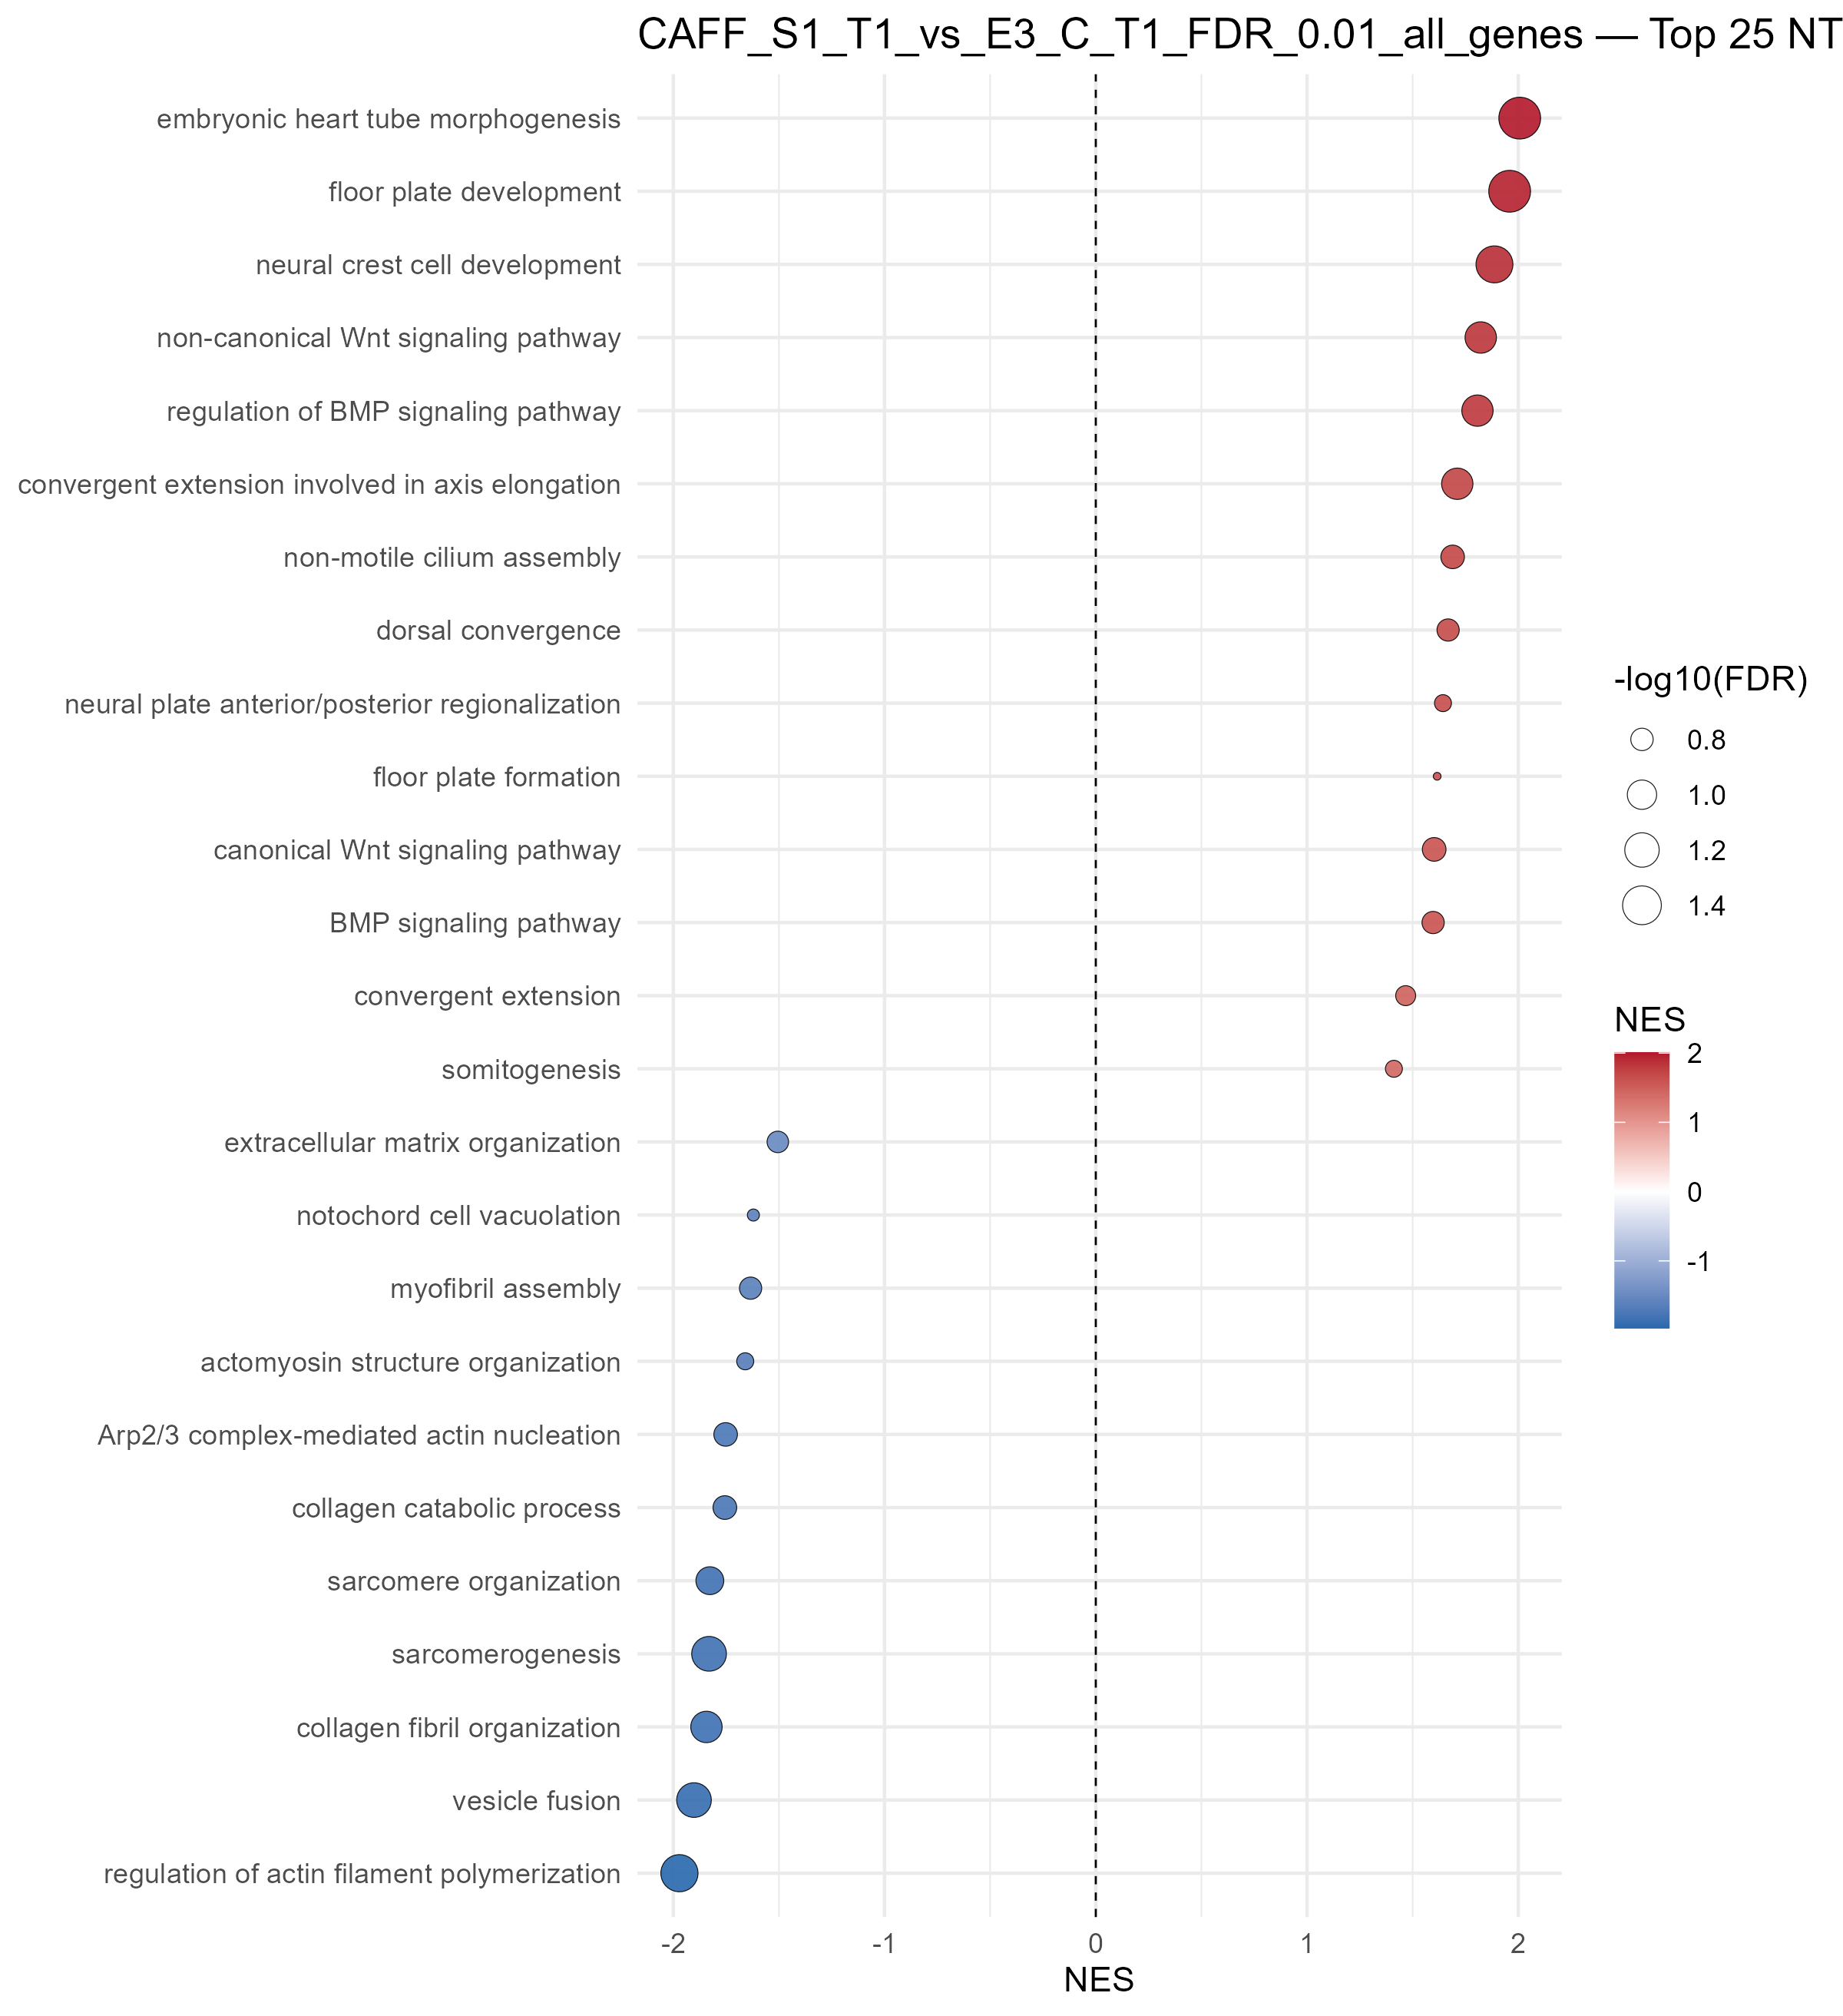 CAFF_S1_T1_vs_E3_C_T1_FDR_0.01_all_genes — Top 25 NT
embryonic heart tube morphogenesis
floor plate development
neural crest cell development
non-canonical Wnt signaling pathway
regulation of BMP signaling pathway
convergent extension involved in axis elongation
non-motile cilium assembly
dorsal convergence
neural plate anterior/posterior regionalization
floor plate formation
canonical Wnt signaling pathway
BMP signaling pathway
convergent extension
somitogenesis
extracellular matrix organization
notochord cell vacuolation
myofibril assembly
actomyosin structure organization
Arp2/3 complex-mediated actin nucleation
collagen catabolic process
sarcomere organization
sarcomerogenesis
collagen fibril organization
vesicle fusion
regulation of actin filament polymerization
-2 -1 0 1 2
NES
-log10(FDR)
0.8
1.0
1.2
1.4
NES
2
1
0
-1